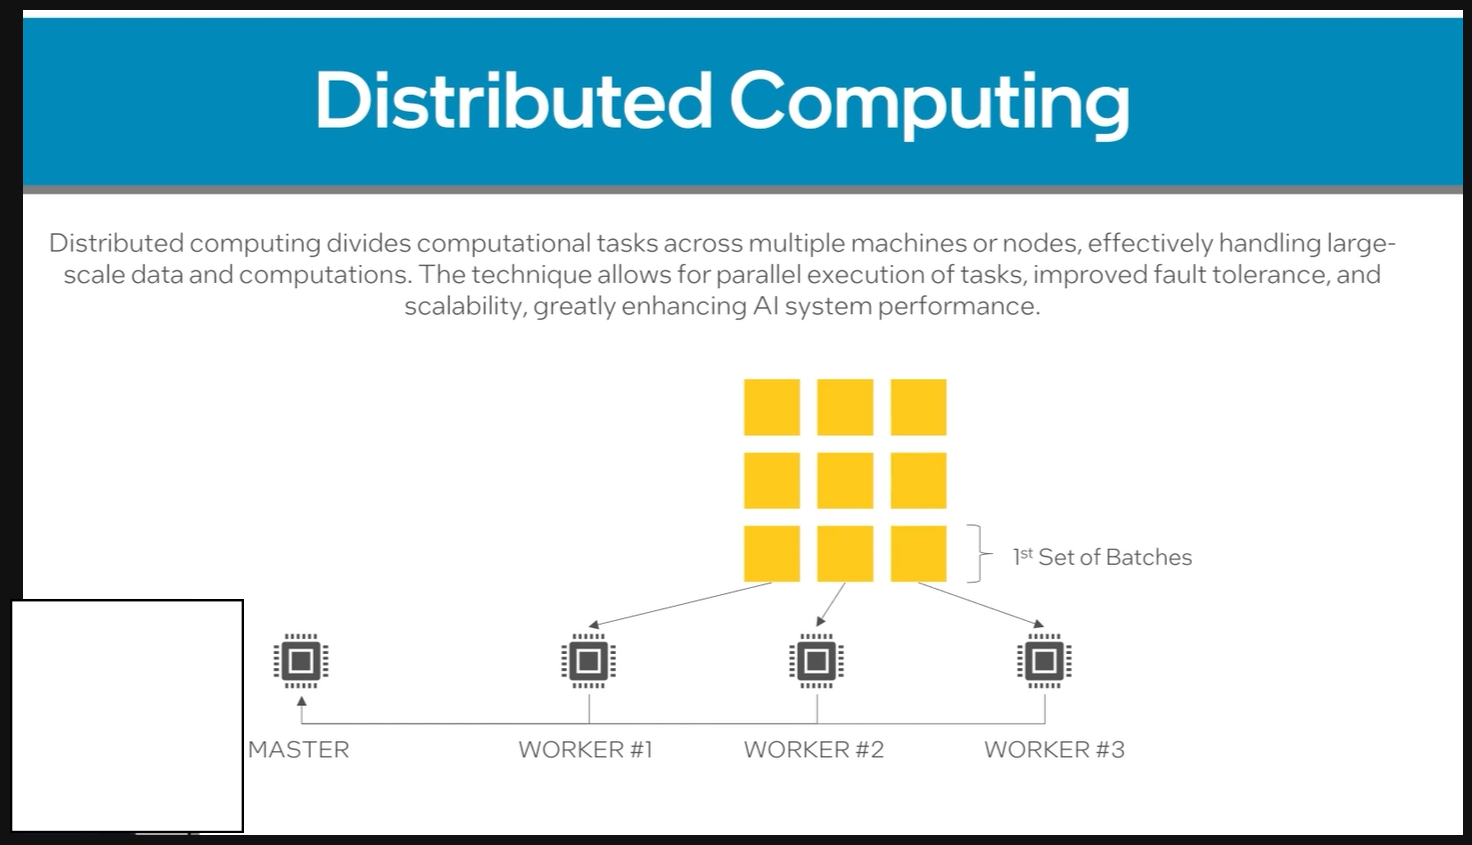 Distributed Computing
Distributed computing divides computational tasks across multiple machines or nodes, effectively handling large-
scale data and computations. The technique allows for parallel execution of tasks, improved fault tolerance, and
scalability, greatly enhancing AI system performance.
1st Set of Batches
MASTER
WORKER #1
WORKER #2
WORKER #3